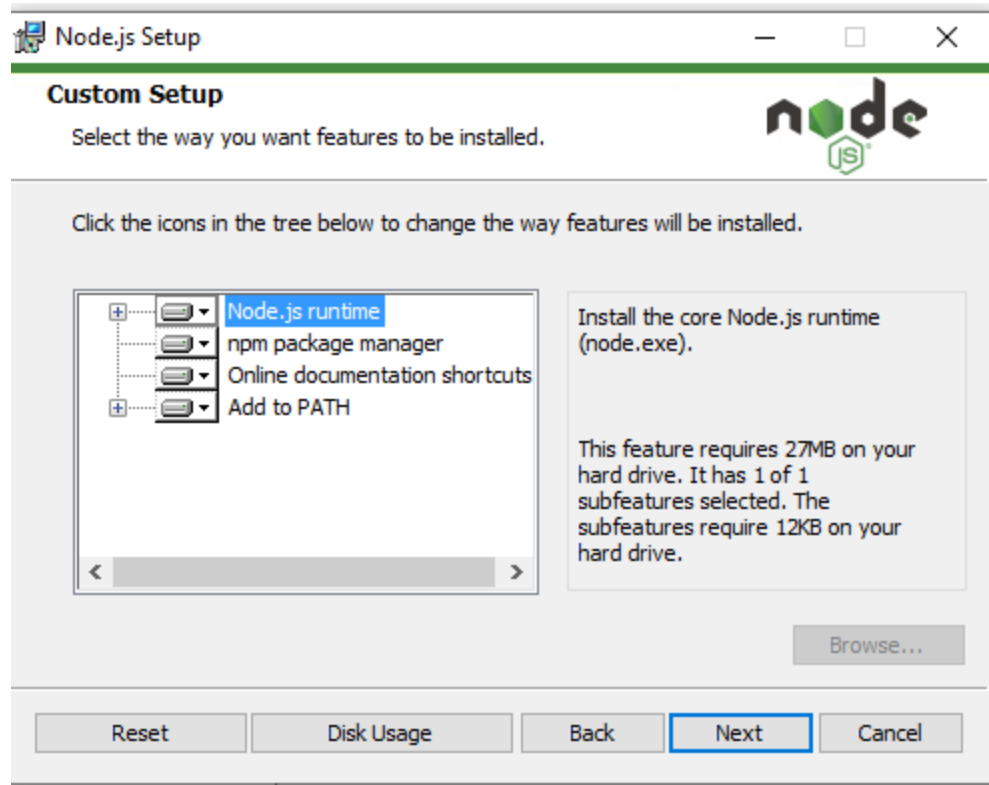 Node.js Setup
Custom Setup
Select the way you want features to be installed.
node
JS
Click the icons in the tree below to change the way features will be installed.
Node.js runtime
npm package manager
Online documentation shortcuts
Add to PATH
Install the core Node.js runtime
(node.exe).
This feature requires 27MB on your
hard drive. It has 1 of 1
subfeatures selected. The
subfeatures require 12KB on your
hard drive.
Browse...
Reset
Disk Usage
Back
Next
Cancel